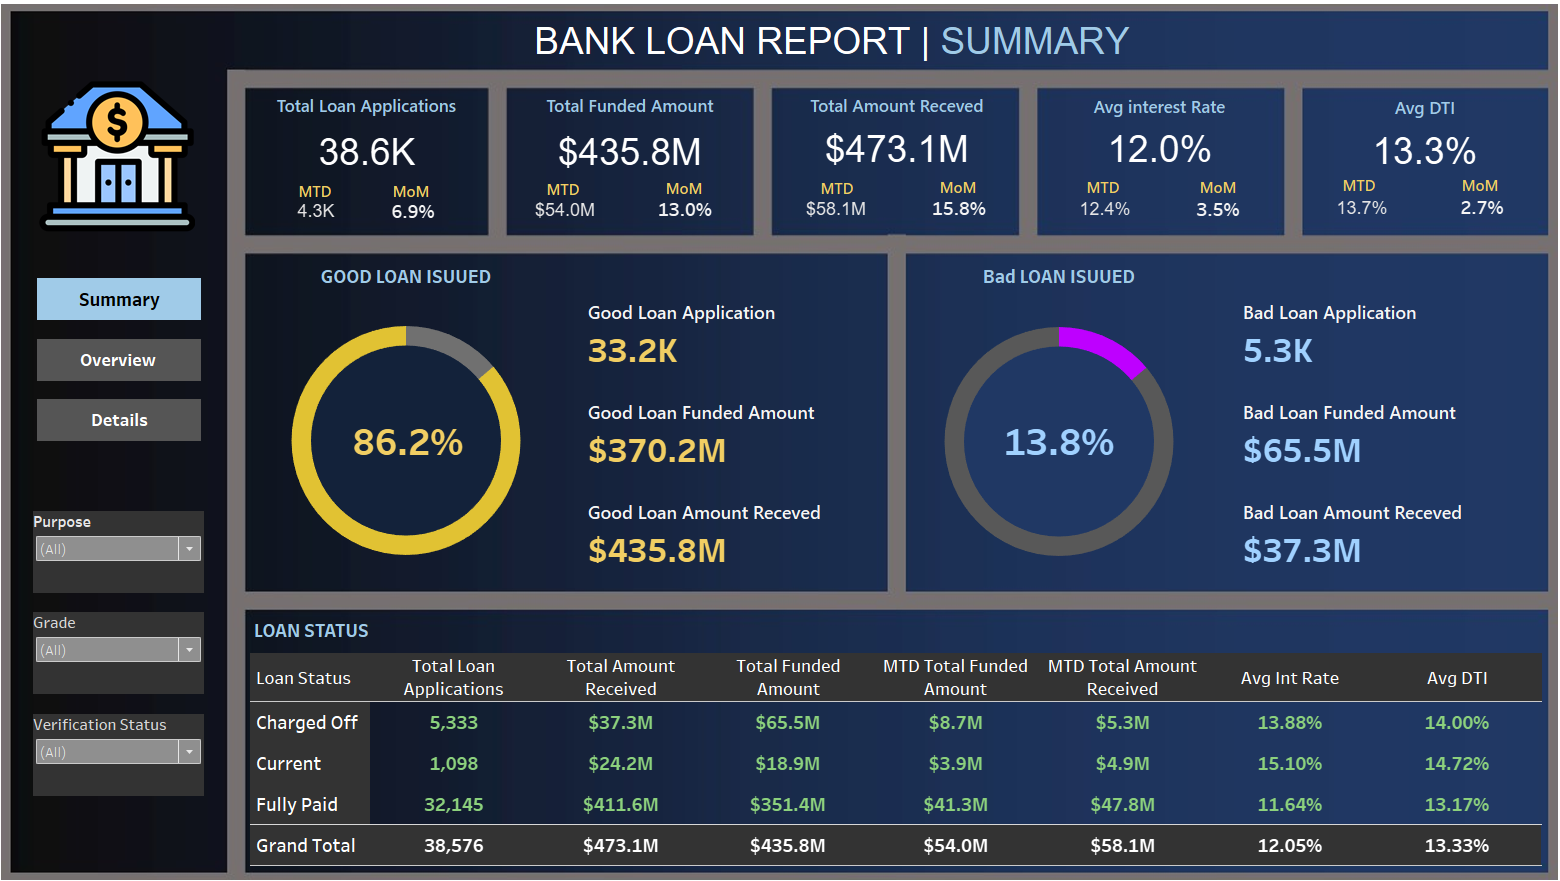 BANK LOAN REPORT | SUMMARY
$
Summary
Overview
Details
Purpose
(All)
Grade
(All)
Verification Status
(All)
Total Loan Applications
38.6K
MTD MoM
4.3K 6.9%
Total Funded Amount
$435.8M
MTD MoM
$54.0M 13.0%
Total Amount Receved
$473.1M
MTD MoM
$58.1M 15.8%
Avg interest Rate
12.0%
MTD MoM
12.4% 3.5%
Avg DTI
13.3%
MTD MoM
13.7% 2.7%
GOOD LOAN ISUUED
86.2%
Good Loan Application
33.2K
Good Loan Funded Amount
$370.2M
Good Loan Amount Receved
$435.8M
Bad LOAN ISUUED
13.8%
Bad Loan Application
5.3K
Bad Loan Funded Amount
$65.5M
Bad Loan Amount Receved
$37.3M
LOAN STATUS
Loan Status Total Loan Applications Total Amount Received Total Funded Amount MTD Total Funded Amount MTD Total Amount Received Avg Int Rate Avg DTI
Charged Off 5,333 $37.3M $65.5M $8.7M $5.3M 13.88% 14.00%
Current 1,098 $24.2M $18.9M $3.9M $4.9M 15.10% 14.72%
Fully Paid 32,145 $411.6M $351.4M $41.3M $47.8M 11.64% 13.17%
Grand Total 38,576 $473.1M $435.8M $54.0M $58.1M 12.05% 13.33%